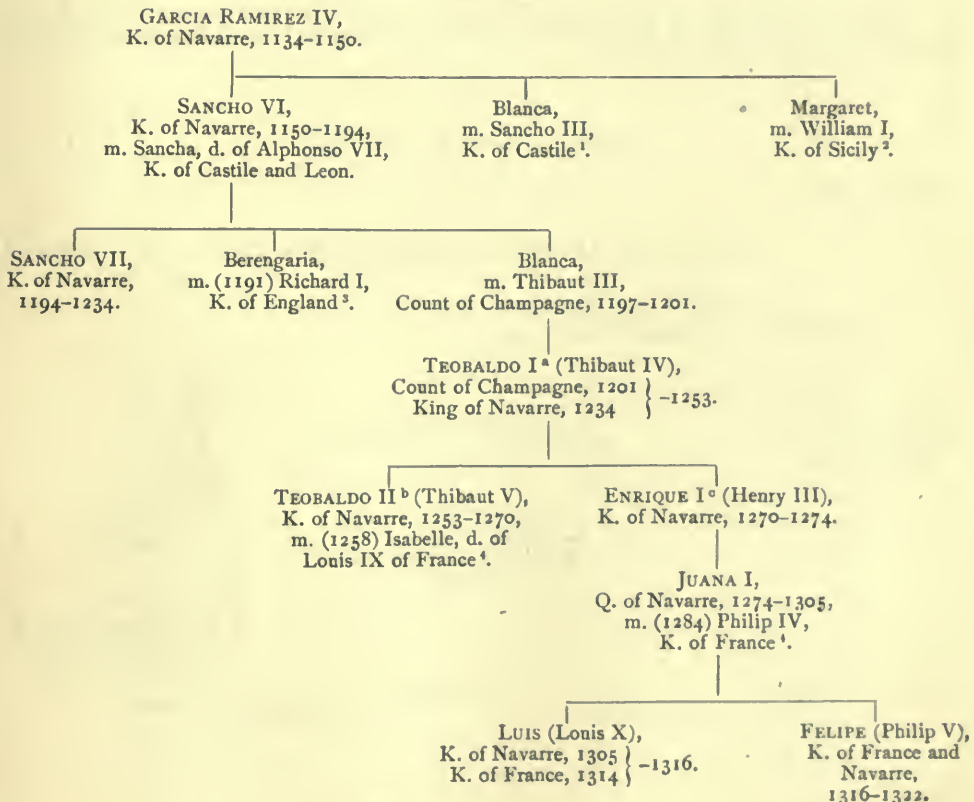 GARCIA RAMIREZ IV,
K. of Navarre, 1134–1150.
SANCHO VI,
K. of Navarre, 1150–1194,
m. Sancha, d. of Alphonso VII,
K. of Castile and Leon.
Blanca,
m. Sancho III,
K. of Castile ¹.
Margaret,
m. William I,
K. of Sicily ².
SANCHO VII,
K. of Navarre,
1194–1234.
Berengaria,
m. (1191) Richard I,
K. of England ³.
Blanca,
m. Thibaut III,
Count of Champagne, 1197–1201.
TEOBALDO I ᵃ (Thibaut IV),
Count of Champagne, 1201
King of Navarre, 1234 } –1253.
TEOBALDO II ᵇ (Thibaut V),
K. of Navarre, 1253–1270,
m. (1258) Isabelle, d. of
Louis IX of France ⁴.
ENRIQUE I ᶜ (Henry III),
K. of Navarre, 1270–1274.
JUANA I,
Q. of Navarre, 1274–1305,
m. (1284) Philip IV,
K. of France ⁴.
LUIS (Louis X),
K. of Navarre, 1305
K. of France, 1314 } –1316.
FELIPE (Philip V),
K. of France and
Navarre,
1316–1322.